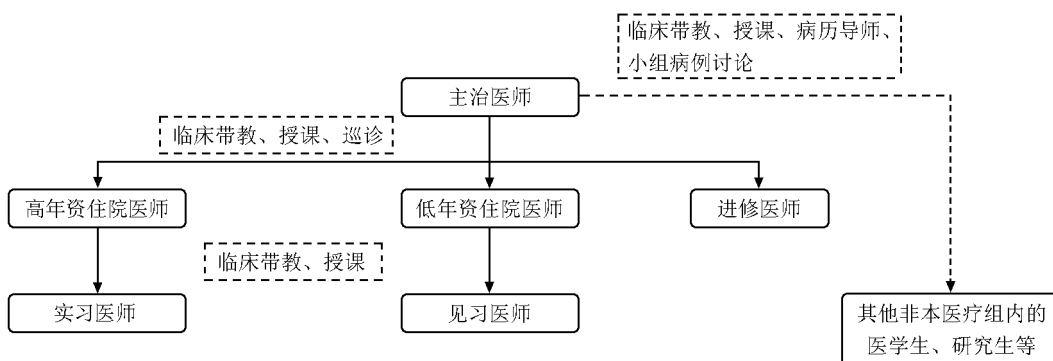 临床带教、授课、病历导师、
小组病例讨论
主治医师
临床带教、授课、巡诊
高年资住院医师
低年资住院医师
进修医师
临床带教、授课
实习医师
见习医师
其他非本医疗组内的
医学生、研究生等